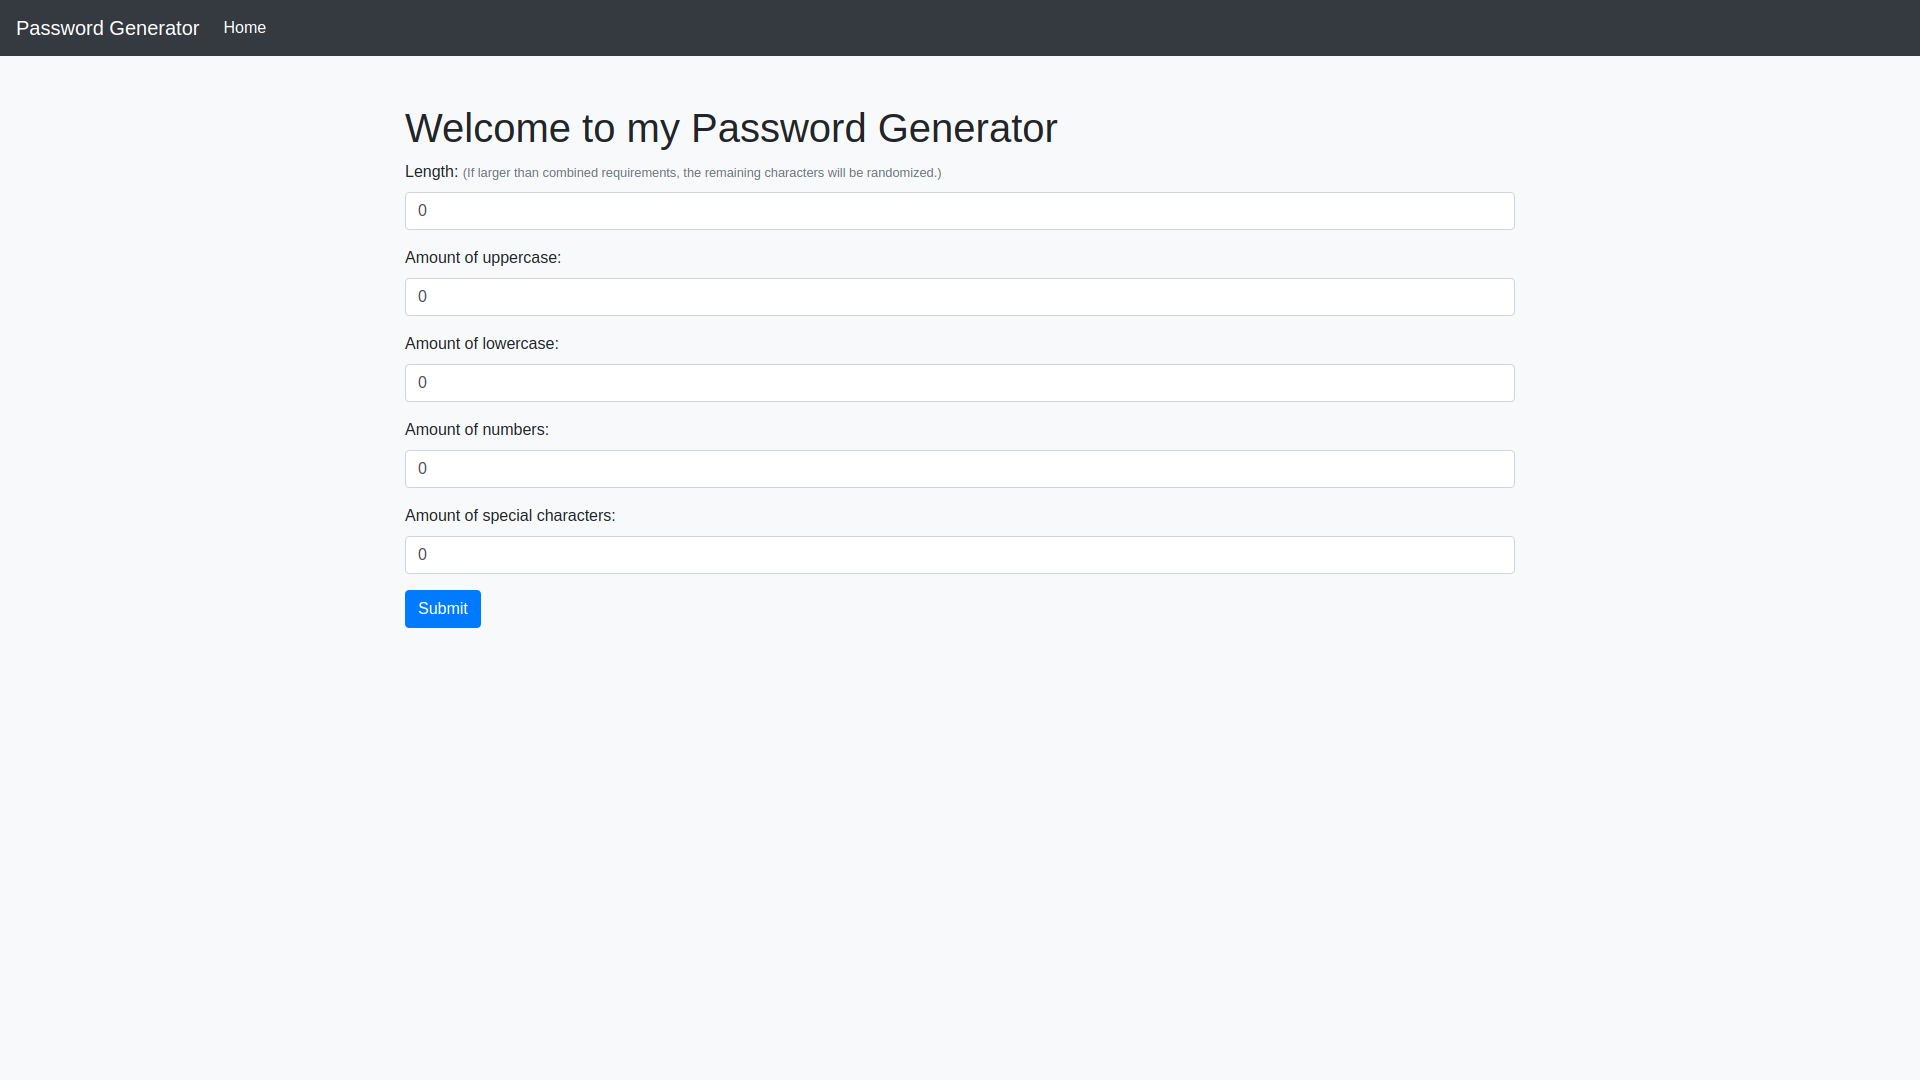 Password Generator Home
Welcome to my Password Generator
Length: (If larger than combined requirements, the remaining characters will be randomized.)
0
Amount of uppercase:
0
Amount of lowercase:
0
Amount of numbers:
0
Amount of special characters:
0
Submit